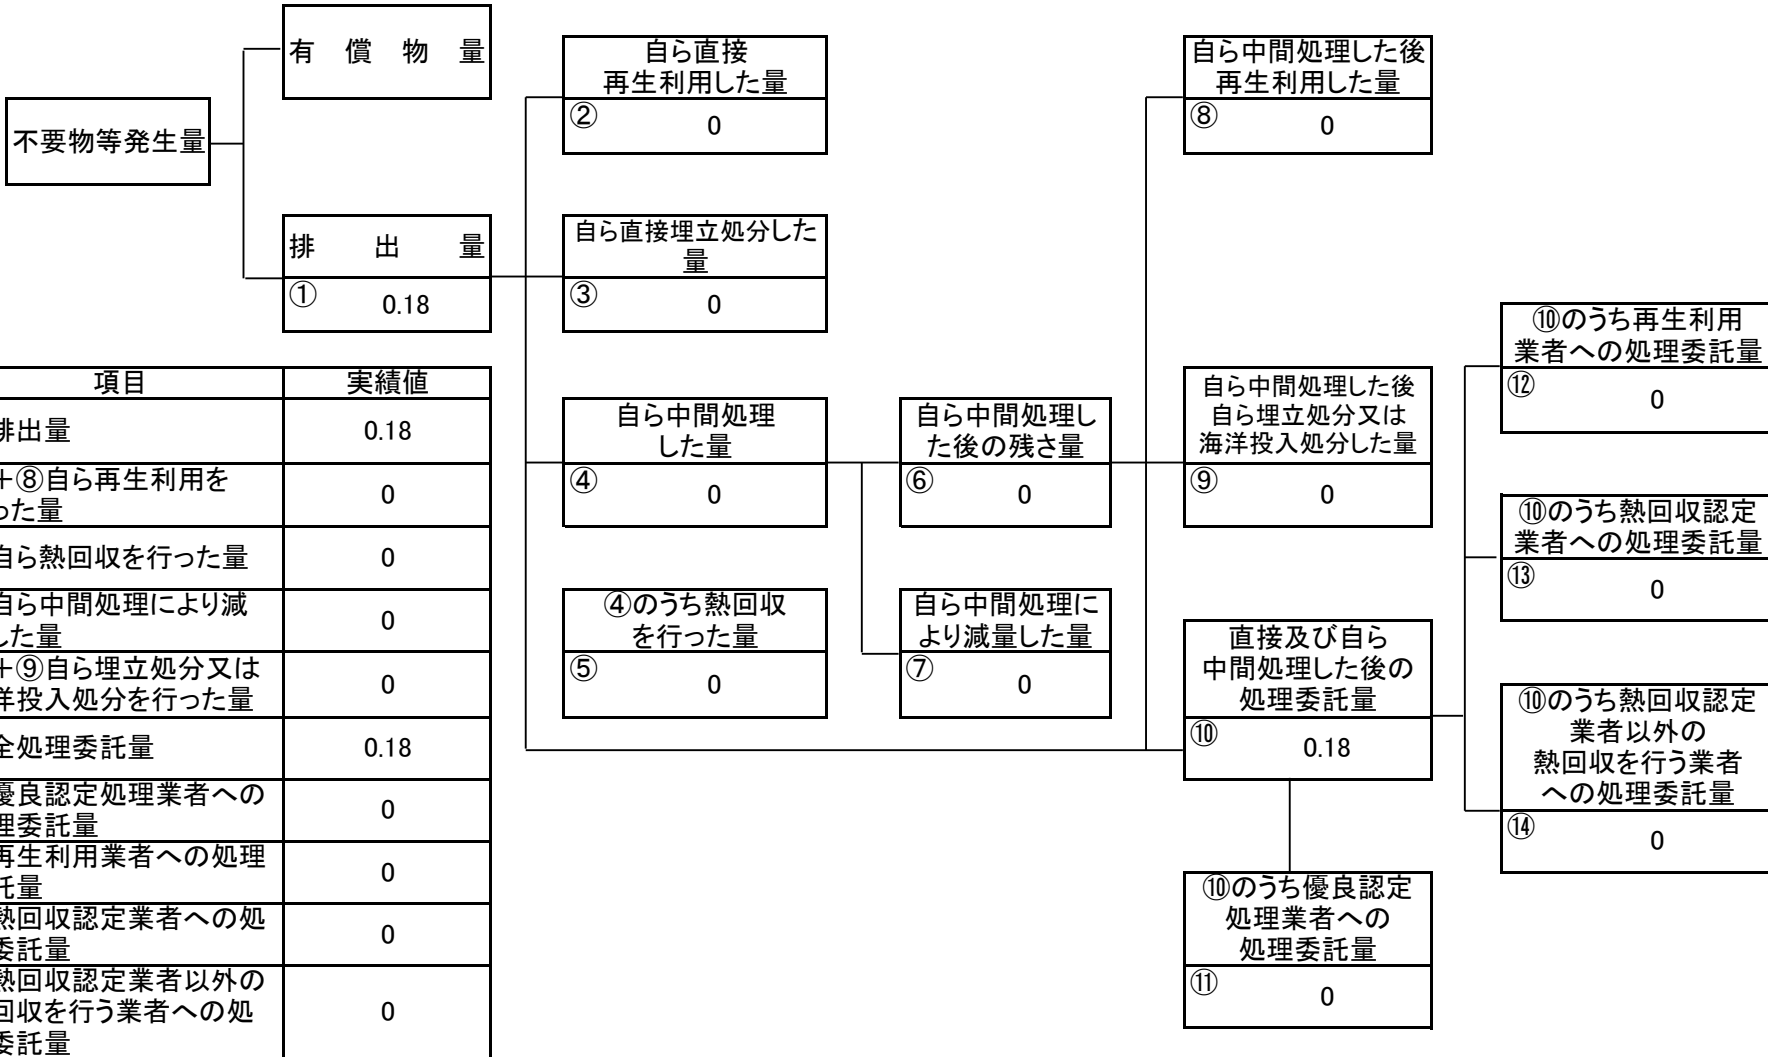 有償物量
不要物等発生量
排出量
①
0.18
自ら直接
再生利用した量
②
0
自ら直接埋立処分した
量
③
0
自ら中間処理
した量
④
0
④のうち熱回収
を行った量
⑤
0
自ら中間処理し
た後の残さ量
⑥
0
自ら中間処理に
より減量した量
⑦
0
自ら中間処理した後
再生利用した量
⑧
0
自ら中間処理した後
自ら埋立処分又は
海洋投入処分した量
⑨
0
直接及び自ら
中間処理した後の
処理委託量
⑩
0.18
⑩のうち優良認定
処理業者への
処理委託量
⑪
0
⑩のうち再生利用
業者への処理委託量
⑫
0
⑩のうち熱回収認定
業者への処理委託量
⑬
0
⑩のうち熱回収認定
業者以外の
熱回収を行う業者
への処理委託量
⑭
0
項目 実績値
排出量 0.18
+⑧自ら再生利用を
った量 0
自ら熱回収を行った量 0
自ら中間処理により減
した量 0
+⑨自ら埋立処分又は
洋投入処分を行った量 0
全処理委託量 0.18
優良認定処理業者への
理委託量 0
再生利用業者への処理
託量 0
熱回収認定業者への処
委託量 0
熱回収認定業者以外の
回収を行う業者への処
委託量 0